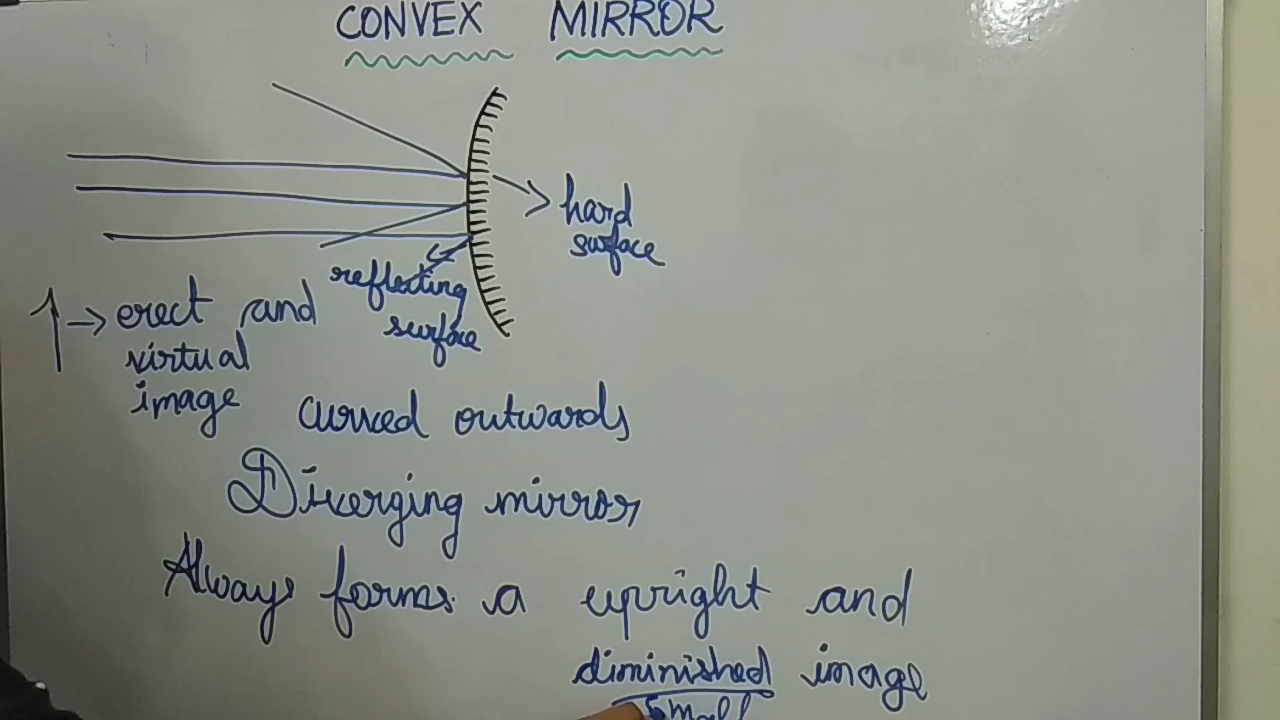 CONVEX MIRROR
hard
surface
reflecting
surface
erect and
virtual
image
curved outwards
Diverging mirror
Always forms a upright and
diminished image
small